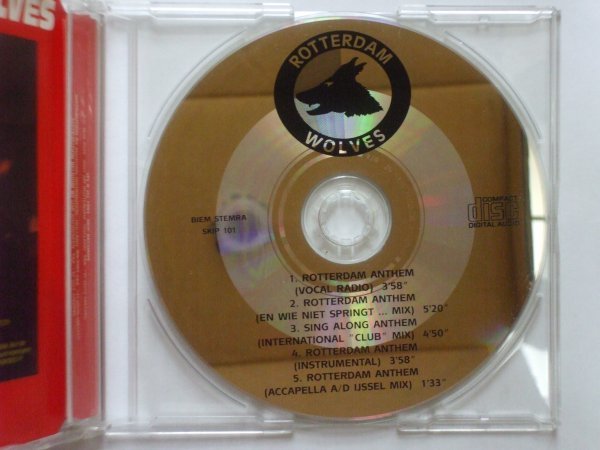 LVES
ROTTERDAM
WOLVES
BIEM STEMRA
SKIP 101
COMPACT
disc
DIGITAL AUDIO
1. ROTTERDAM ANTHEM
(VOCAL RADIO) 3'58"
2. ROTTERDAM ANTHEM
(EN WIE NIET SPRINGT ... MIX) 5'20"
3. SING ALONG ANTHEM
(INTERNATIONAL "CLUB" MIX) 4'50"
4. ROTTERDAM ANTHEM
(INSTRUMENTAL) 3'58"
5. ROTTERDAM ANTHEM
(ACCAPELLA A/D IJSSEL MIX) 1'33"